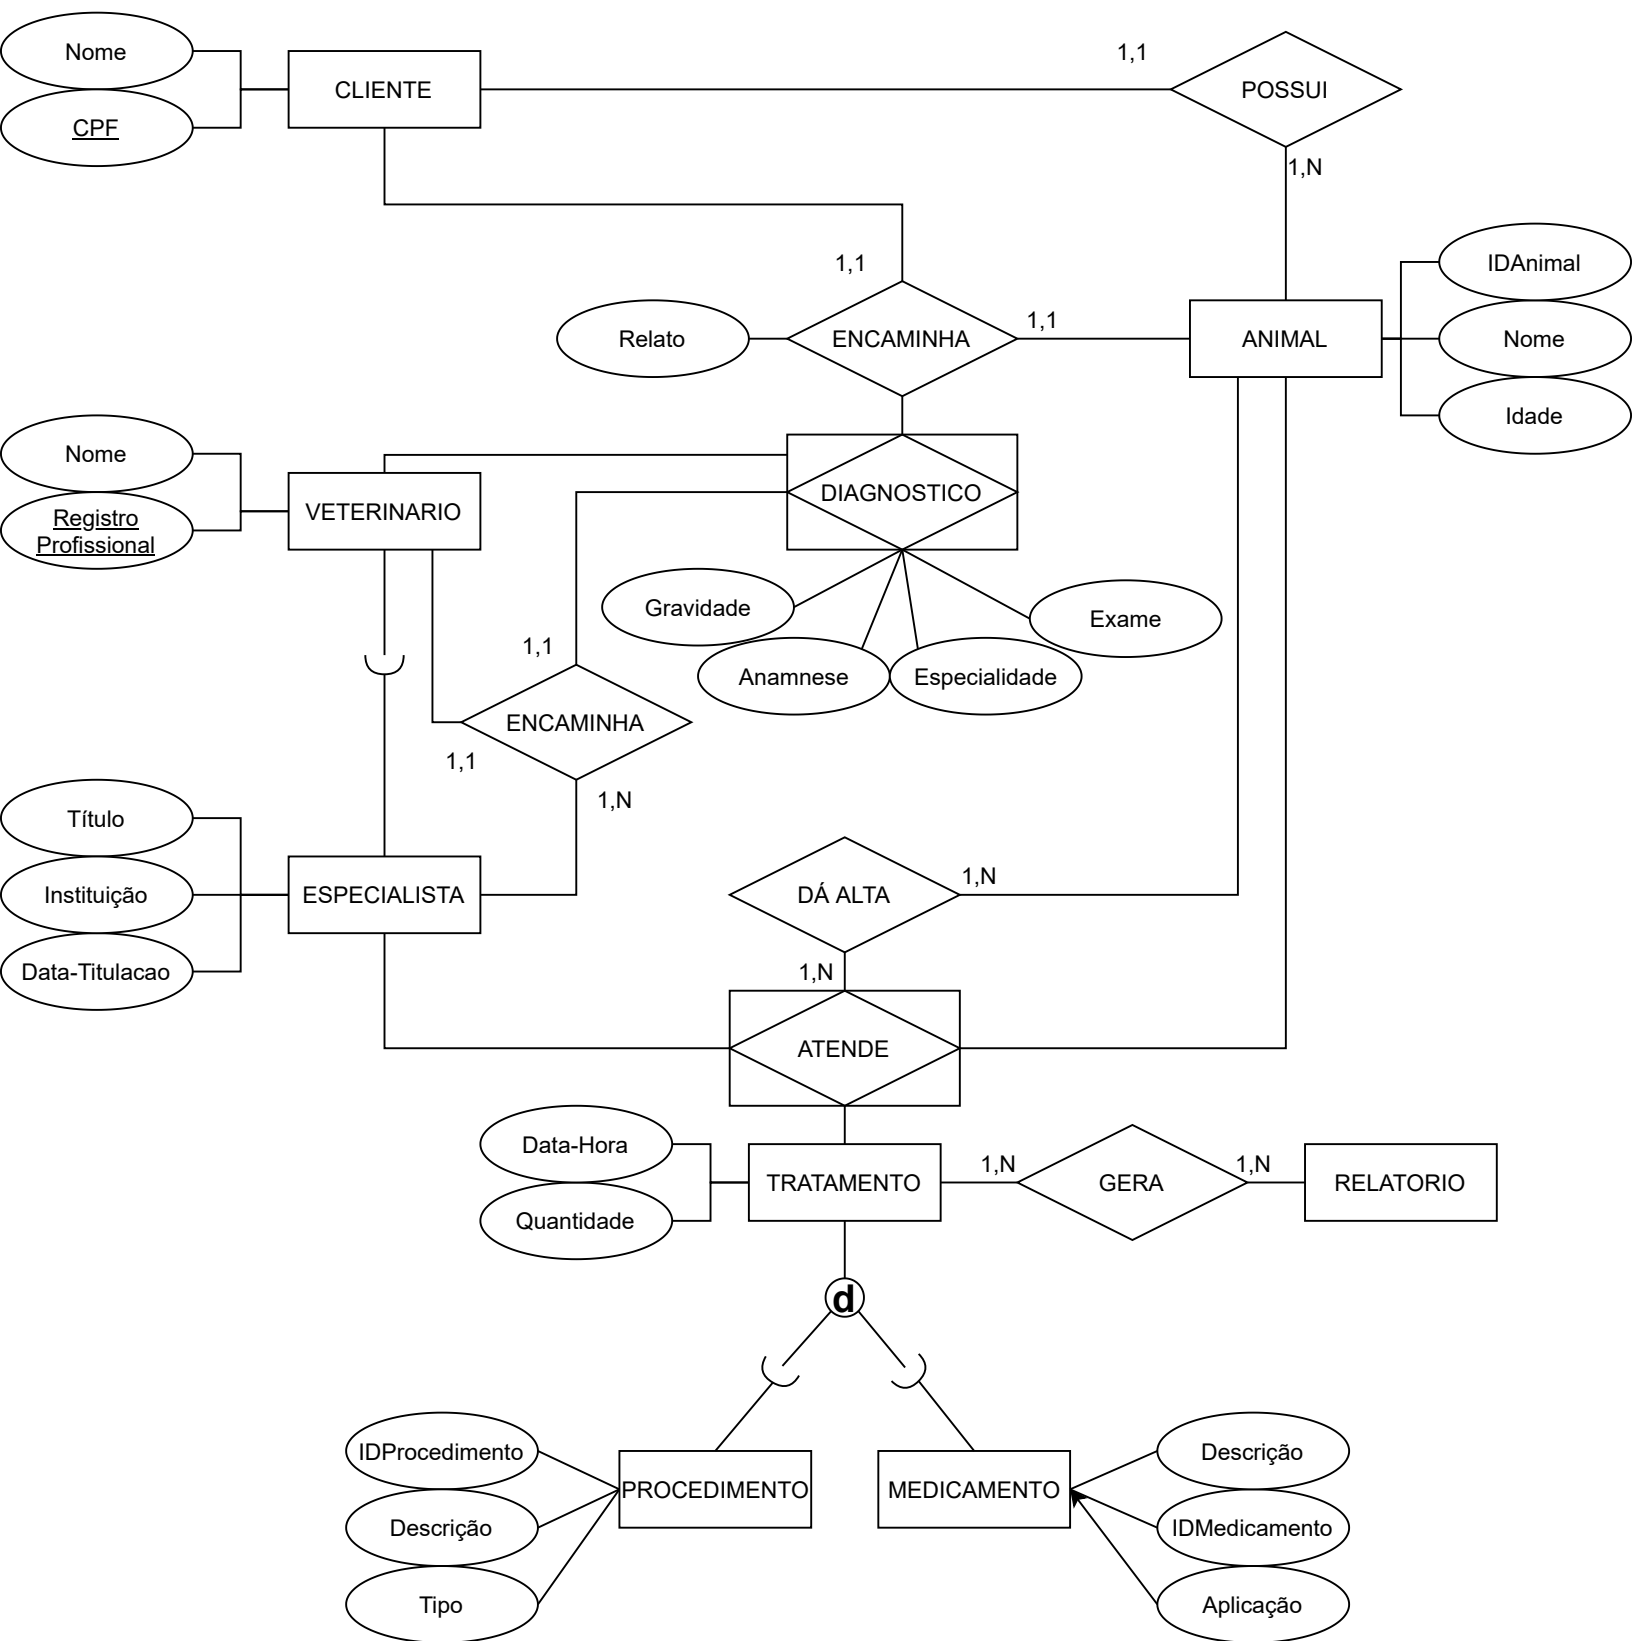 Nome
CPF
CLIENTE
1,1
POSSUI
1,N
1,1
Relato
ENCAMINHA
1,1
ANIMAL
IDAnimal
Nome
Idade
Nome
Registro
Profissional
VETERINARIO
DIAGNOSTICO
Gravidade
Anamnese
Especialidade
Exame
1,1
ENCAMINHA
1,1
1,N
Título
Instituição
Data-Titulacao
ESPECIALISTA
DÁ ALTA
1,N
1,N
ATENDE
Data-Hora
Quantidade
TRATAMENTO
1,N
GERA
1,N
RELATORIO
d
IDProcedimento
Descrição
Tipo
PROCEDIMENTO
MEDICAMENTO
Descrição
IDMedicamento
Aplicação